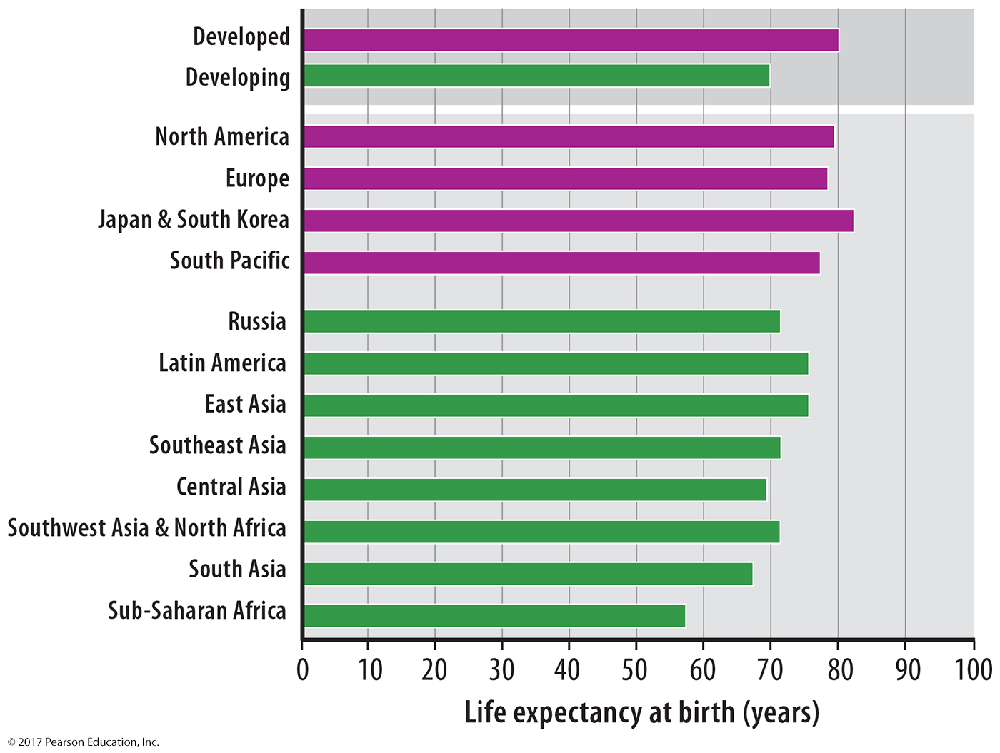 Developed
Developing
North America
Europe
Japan & South Korea
South Pacific
Russia
Latin America
East Asia
Southeast Asia
Central Asia
Southwest Asia & North Africa
South Asia
Sub-Saharan Africa
0 10 20 30 40 50 60 70 80 90 100
Life expectancy at birth (years)
© 2017 Pearson Education, Inc.